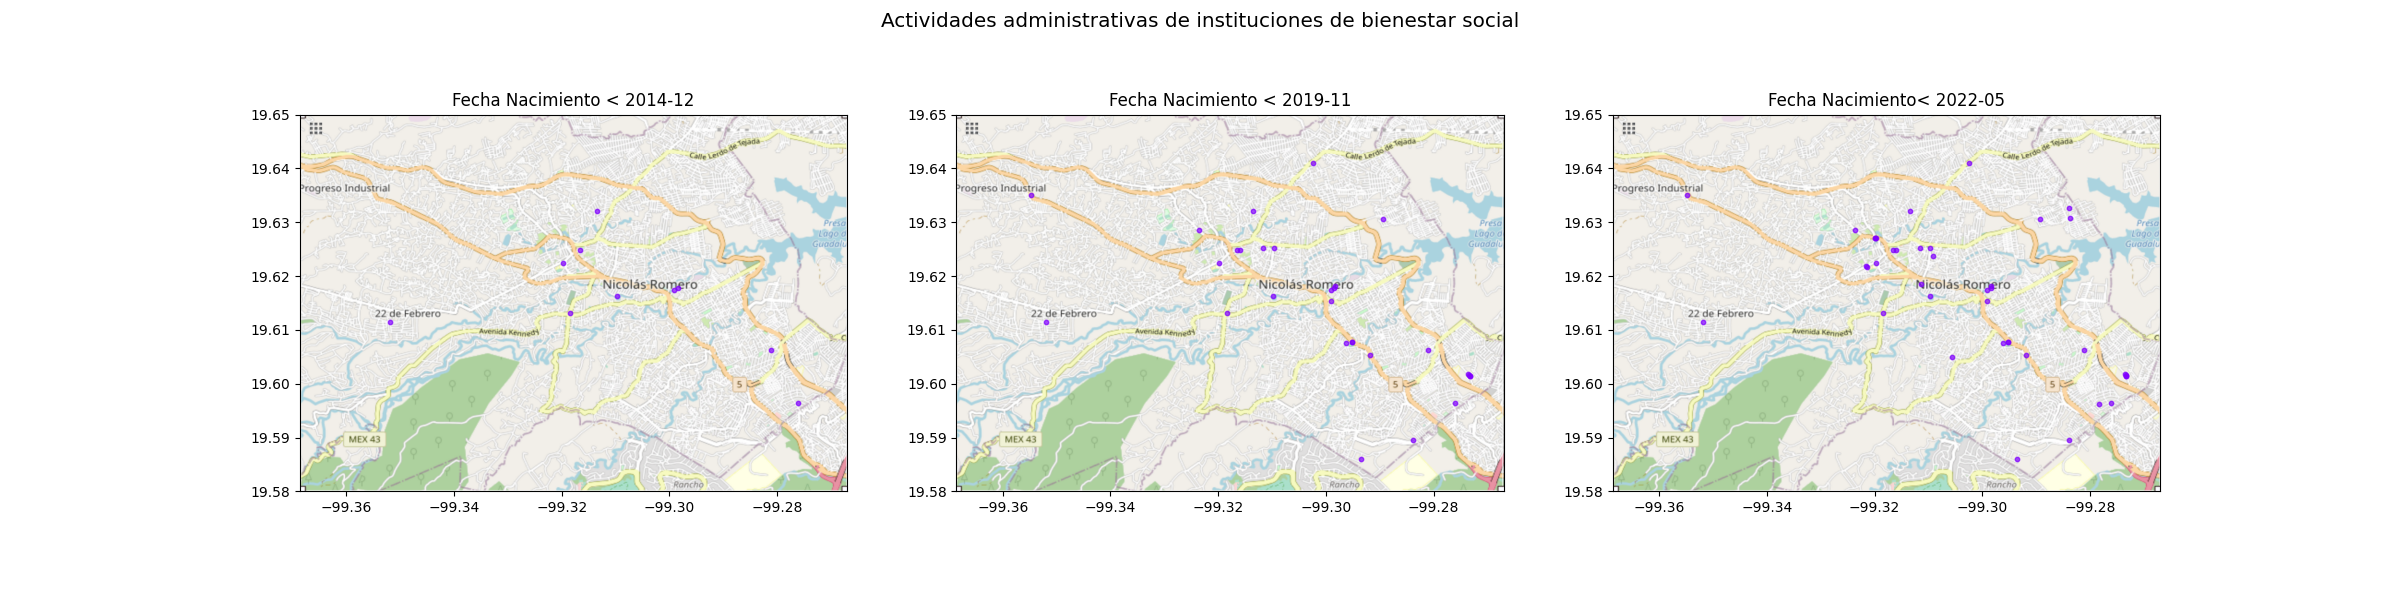 Actividades administrativas de instituciones de bienestar social
Fecha Nacimiento < 2014-12
19.65
19.64
19.63
19.62
19.61
19.60
19.59
19.58
−99.36
−99.34
−99.32
−99.30
−99.28
Calle Lerdo de Tejada
Progreso Industrial
Presa
Lago d
Guadalu
Nicolás Romero
22 de Febrero
Avenida Kennedy
5
MEX 43
Rancho
Fecha Nacimiento < 2019-11
19.65
19.64
19.63
19.62
19.61
19.60
19.59
19.58
−99.36
−99.34
−99.32
−99.30
−99.28
Calle Lerdo de Tejada
Progreso Industrial
Presa
Lago d
Guadalu
Nicolás Romero
22 de Febrero
Avenida Kennedy
5
MEX 43
Rancho
Fecha Nacimiento< 2022-05
19.65
19.64
19.63
19.62
19.61
19.60
19.59
19.58
−99.36
−99.34
−99.32
−99.30
−99.28
Calle Lerdo de Tejada
Progreso Industrial
Presa
Lago d
Guadalu
Nicolás Romero
22 de Febrero
Avenida Kennedy
5
MEX 43
Rancho